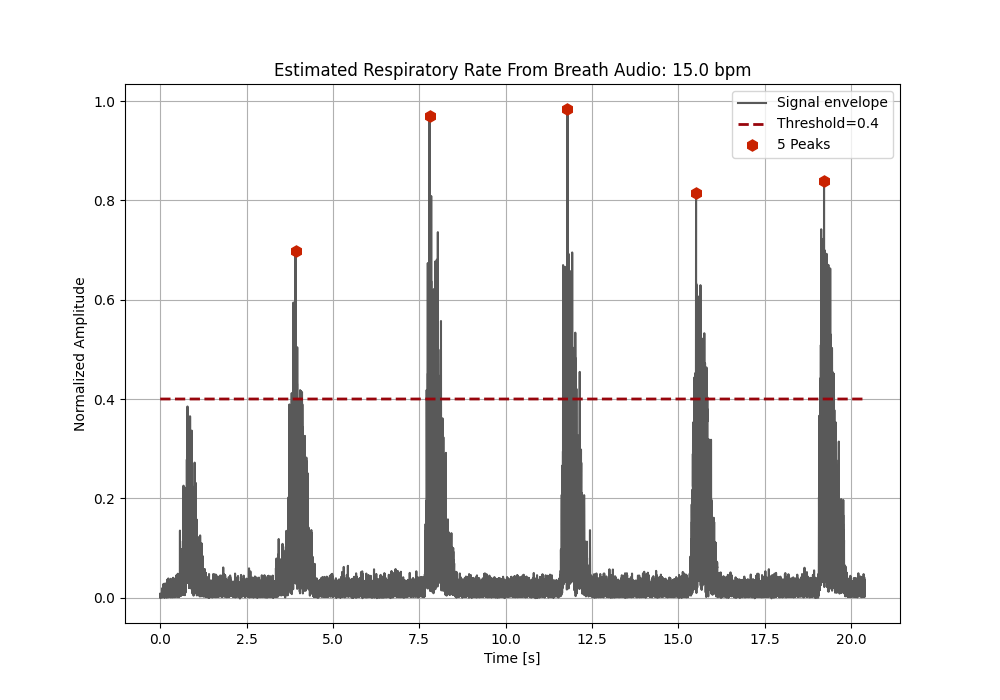 Estimated Respiratory Rate From Breath Audio: 15.0 bpm
Signal envelope
Threshold=0.4
5 Peaks
Normalized Amplitude
1.0
0.8
0.6
0.4
0.2
0.0
0.0 2.5 5.0 7.5 10.0 12.5 15.0 17.5 20.0
Time [s]